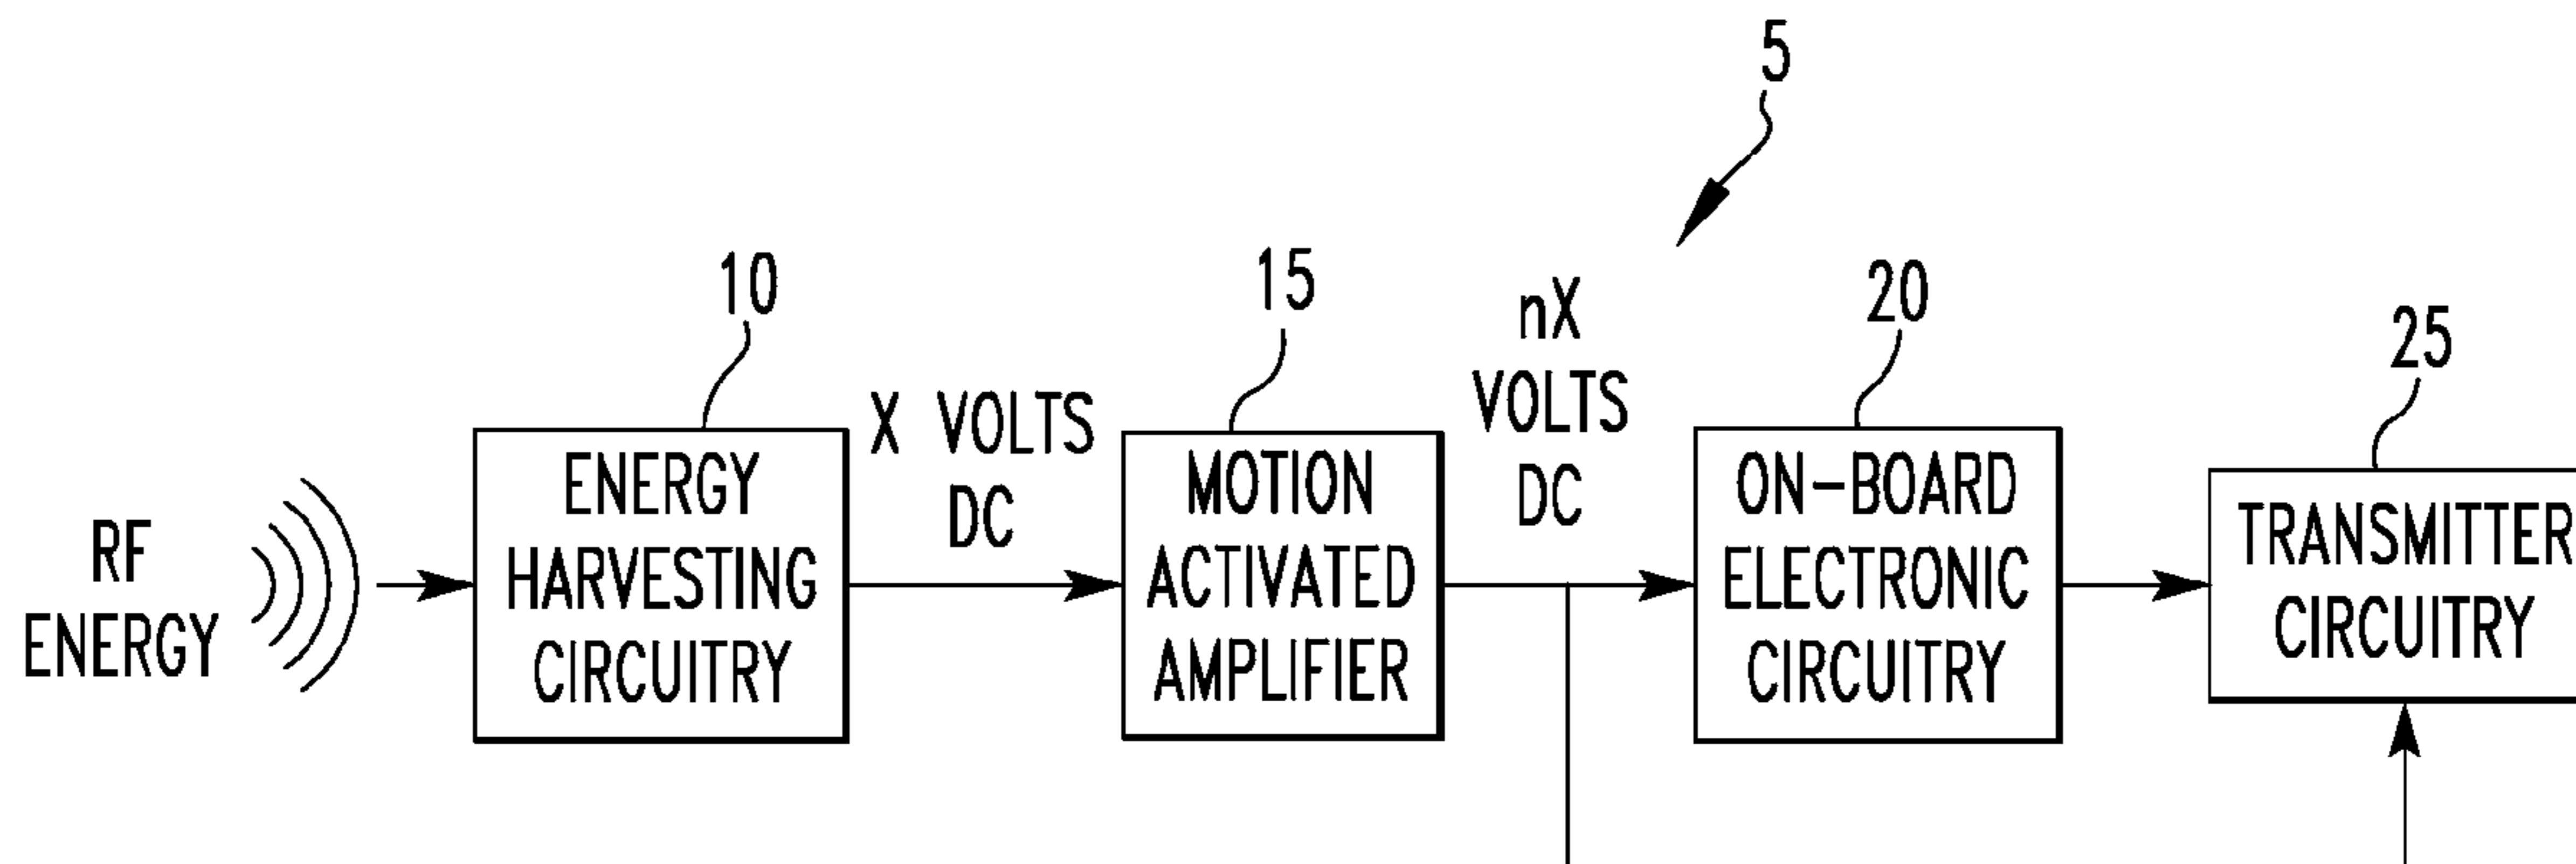 5
10
15
20
25
RF
ENERGY
ENERGY
HARVESTING
CIRCUITRY
X VOLTS
DC
MOTION
ACTIVATED
AMPLIFIER
nX
VOLTS
DC
ON-BOARD
ELECTRONIC
CIRCUITRY
TRANSMITTER
CIRCUITRY